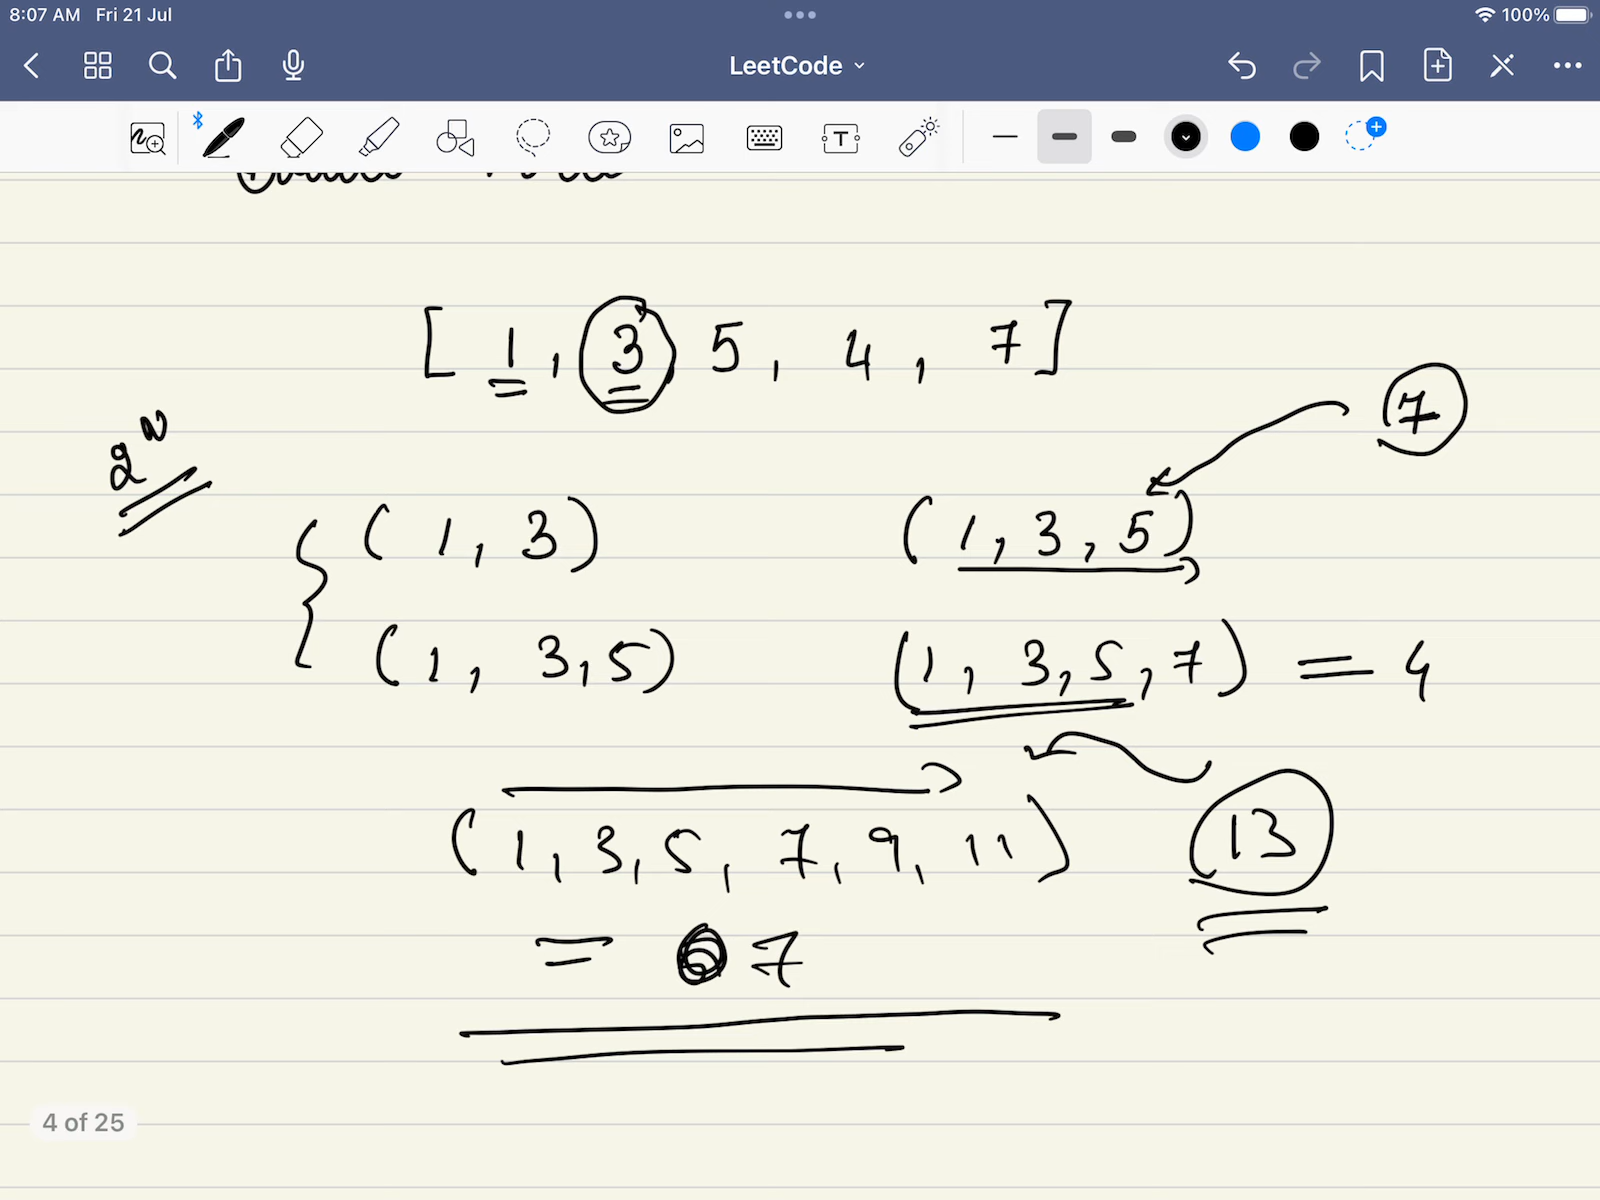 8:07 AM Fri 21 Jul
100%
LeetCode
T
[ 1, 3 5, 4, 7 ]
7
2^N
(1, 3) (1, 3, 5)
(1, 3, 5) (1, 3, 5, 7) = 4
(1, 3, 5, 7, 9, 11) 13
= 7
4 of 25